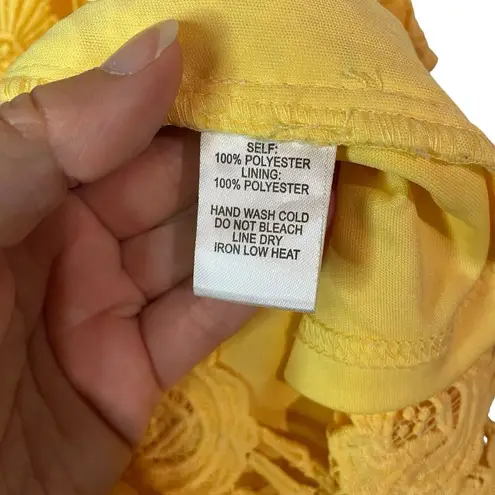 SELF:
100% POLYESTER
LINING:
100% POLYESTER
HAND WASH COLD
DO NOT BLEACH
LINE DRY
IRON LOW HEAT